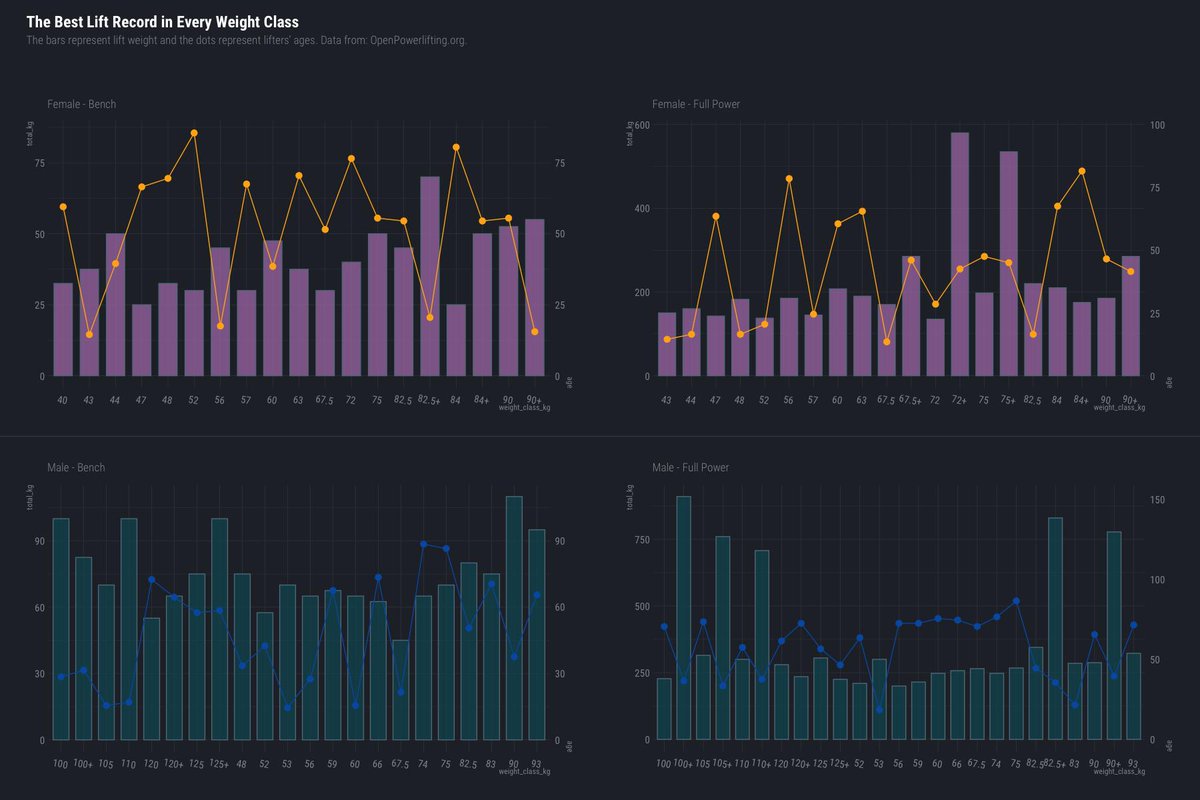 The Best Lift Record in Every Weight Class
The bars represent lift weight and the dots represent lifters' ages. Data from: OpenPowerlifting.org.
Female - Bench
total_kg
75 75
50 50
25 25
0 0
age
40 43 44 47 48 52 56 57 60 63 67.5 72 75 82.5 82.5+ 84 84+ 90 90+
weight_class_kg
Female - Full Power
total_kg
600 100
75
400
50
200
25
0 0
age
43 44 47 48 52 56 57 60 63 67.5 67.5+ 72 72+ 75 75+ 82.5 84 84+ 90 90+
weight_class_kg
Male - Bench
total_kg
90 90
60 60
30 30
0 0
age
100 100+ 105 110 120 120+ 125 125+ 48 52 53 56 59 60 66 67.5 74 75 82.5 83 90 93
weight_class_kg
Male - Full Power
total_kg
150
750
100
500
50
250
0 0
age
100 100+ 105 105+ 110 110+ 120 120+ 125 125+ 52 53 56 59 60 66 67.5 74 75 82.5 82.5+ 83 90 90+ 93
weight_class_kg